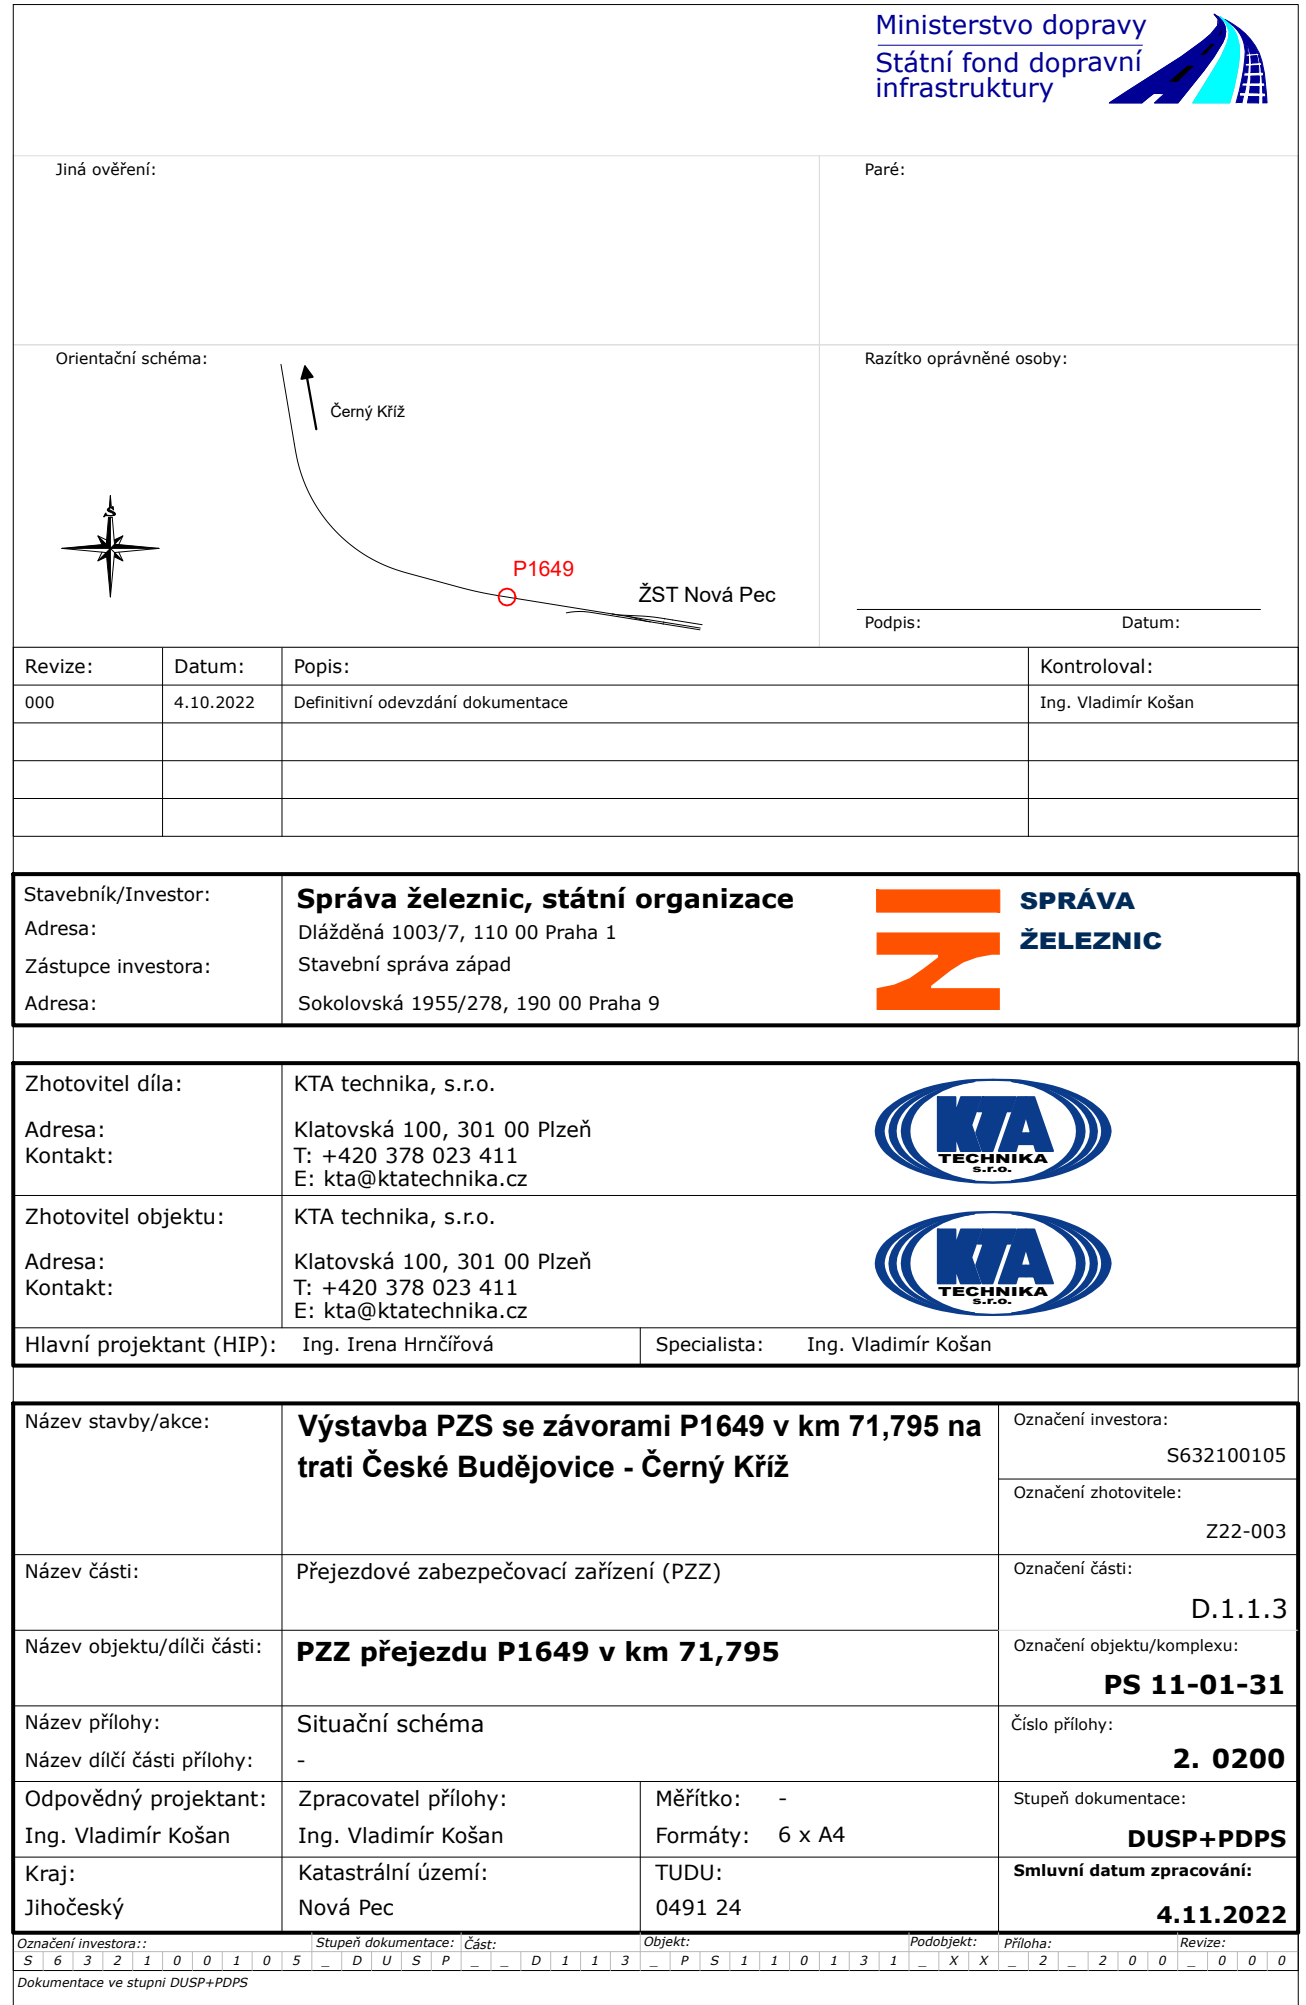 Ministerstvo dopravy
Státní fond dopravní
infrastruktury
Jiná ověření:
Paré:
Orientační schéma:
Razítko oprávněné osoby:
Černý Kříž
S
P1649
ŽST Nová Pec
Podpis: Datum:
Revize: Datum: Popis: Kontroloval:
000 4.10.2022 Definitivní odevzdání dokumentace Ing. Vladimír Košan
Stavebník/Investor: Správa železnic, státní organizace
Adresa: Dlážděná 1003/7, 110 00 Praha 1
Zástupce investora: Stavební správa západ
Adresa: Sokolovská 1955/278, 190 00 Praha 9
SPRÁVA
ŽELEZNIC
Zhotovitel díla: KTA technika, s.r.o.
Adresa: Klatovská 100, 301 00 Plzeň
Kontakt: T: +420 378 023 411
E: kta@ktatechnika.cz
KTA
TECHNIKA
s.r.o.
Zhotovitel objektu: KTA technika, s.r.o.
Adresa: Klatovská 100, 301 00 Plzeň
Kontakt: T: +420 378 023 411
E: kta@ktatechnika.cz
KTA
TECHNIKA
s.r.o.
Hlavní projektant (HIP): Ing. Irena Hrnčířová Specialista: Ing. Vladimír Košan
Název stavby/akce: Výstavba PZS se závorami P1649 v km 71,795 na
trati České Budějovice - Černý Kříž
Označení investora:
S632100105
Označení zhotovitele:
Z22-003
Název části: Přejezdové zabezpečovací zařízení (PZZ)
Označení části:
D.1.1.3
Název objektu/dílči části: PZZ přejezdu P1649 v km 71,795
Označení objektu/komplexu:
PS 11-01-31
Název přílohy: Situační schéma
Číslo přílohy:
Název dílčí části přílohy: -
2. 0200
Odpovědný projektant: Zpracovatel přílohy: Měřítko: - Stupeň dokumentace:
Ing. Vladimír Košan Ing. Vladimír Košan Formáty: 6 x A4 DUSP+PDPS
Kraj: Katastrální území: TUDU: Smluvní datum zpracování:
Jihočeský Nová Pec 0491 24 4.11.2022
Označení investora:: Stupeň dokumentace: Část: Objekt: Podobjekt: Příloha: Revize:
S 6 3 2 1 0 0 1 0 5 _ D U S P _ _ D 1 1 3 _ P S 1 1 0 1 3 1 _ X X _ 2 _ 2 0 0 _ 0 0 0
Dokumentace ve stupni DUSP+PDPS